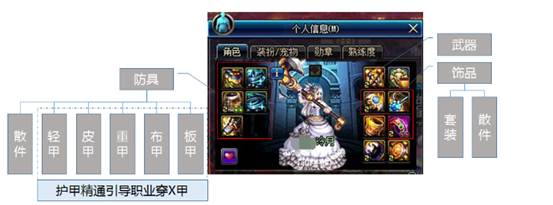 个人信息(M)
角色
装扮/宠物
勋章
熟练度
武器
饰品
套装
散件
防具
散件
轻甲
皮甲
重甲
布甲
板甲
护甲精通引导职业穿X甲